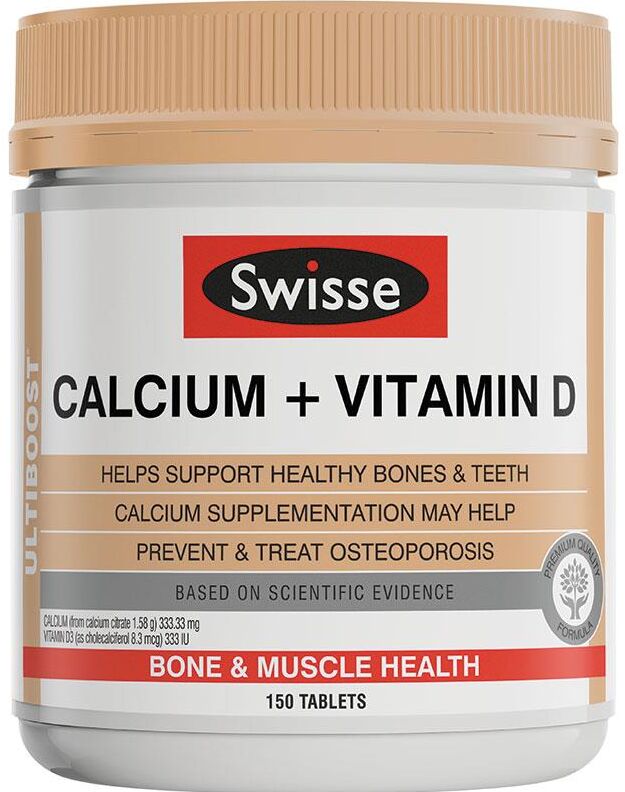 Swisse
CALCIUM + VITAMIN D
ULTIBOOST
HELPS SUPPORT HEALTHY BONES & TEETH
CALCIUM SUPPLEMENTATION MAY HELP
PREVENT & TREAT OSTEOPOROSIS
BASED ON SCIENTIFIC EVIDENCE
PREMIUM QUALITY
FORMULA
CALCIUM (from calcium citrate 1.58 g) 333.33 mg
VITAMIN D3 (as cholecalciferol 8.3 mcg) 333 IU
BONE & MUSCLE HEALTH
150 TABLETS